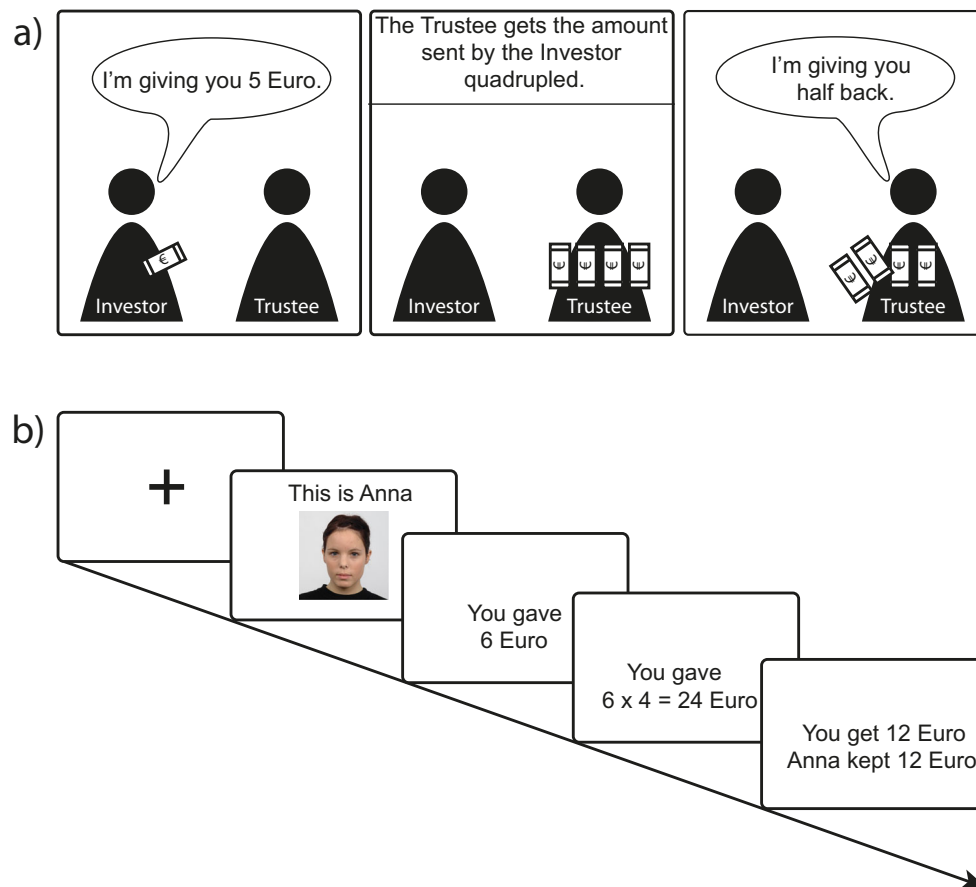 a)
I'm giving you 5 Euro.
Investor
Trustee
The Trustee gets the amount
sent by the Investor
quadrupled.
€
Investor
€ € € €
Trustee
I'm giving you
half back.
Investor
€ € € €
Trustee
b)
+
This is Anna
You gave
6 Euro
You gave
6 x 4 = 24 Euro
You get 12 Euro
Anna kept 12 Euro